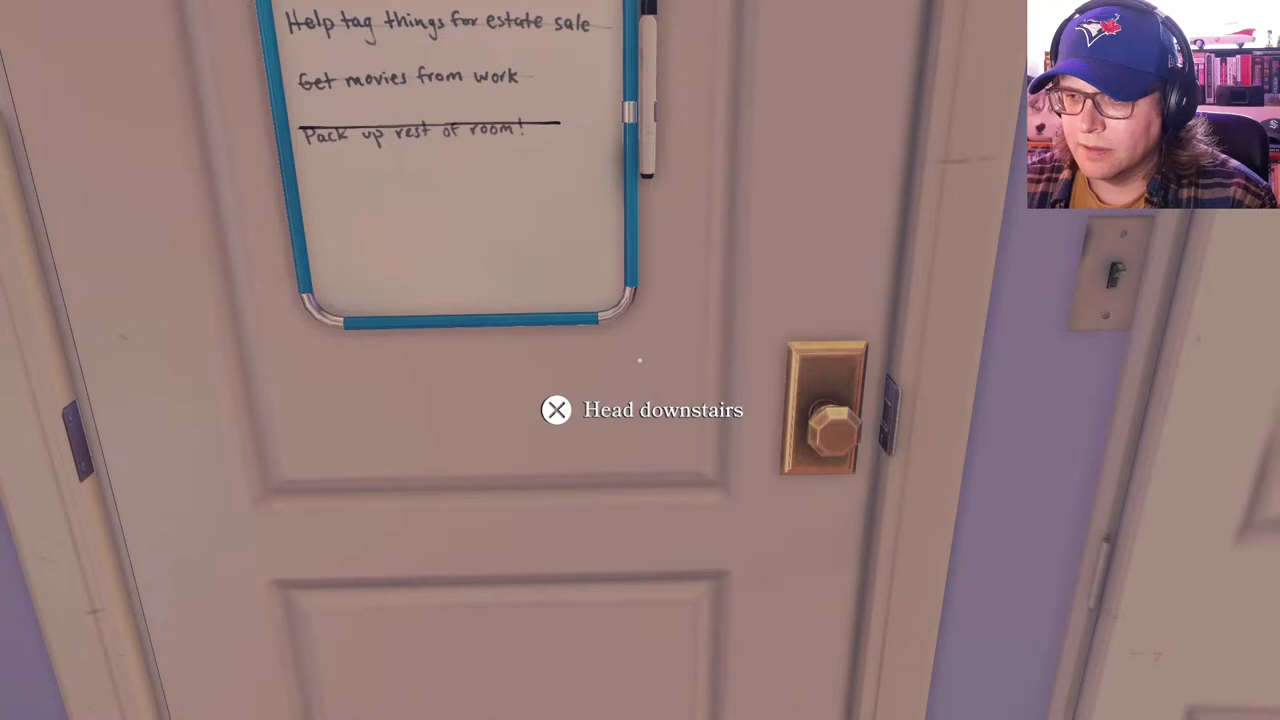 Help tag things for estate sale
Get movies from work
Pack up rest of room!
Head downstairs